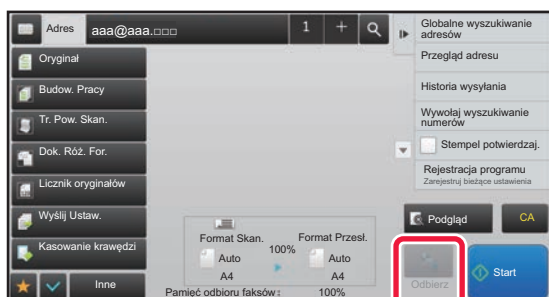 Adres
aaa@aaa.□□□
1
+
Oryginał
Budow. Pracy
Tr. Pow. Skan.
Dok. Róż. For.
Licznik oryginałów
Wyślij Ustaw.
Kasowanie krawędzi
Inne
Format Skan.
100%
Format Przesł.
Auto
A4
Auto
A4
Pamięć odbioru faksów:
100%
Globalne wyszukiwanie
adresów
Przegląd adresu
Historia wysyłania
Wywołaj wyszukiwanie
numerów
Stempel potwierdzaj.
Rejestracja programu
Zarejestruj bieżące ustawienia
Podgląd
CA
Odbierz
Start